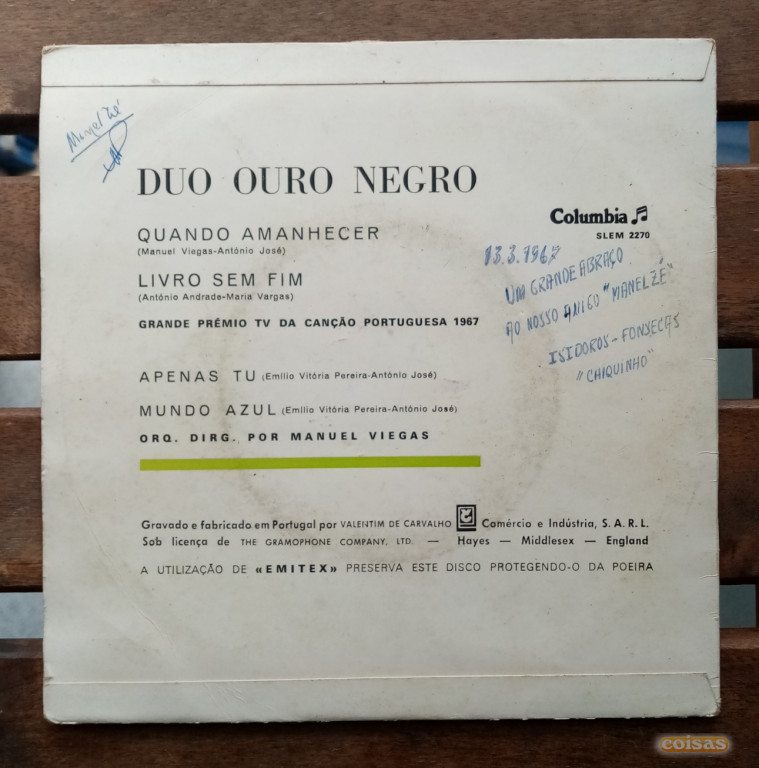 Manel Zé
DUO OURO NEGRO
Columbia
SLEM 2270
QUANDO AMANHECER
(Manuel Viegas-António José)
LIVRO SEM FIM
(António Andrade-Maria Vargas)
GRANDE PRÉMIO TV DA CANÇÃO PORTUGUESA 1967
13.3.1967
UM GRANDE ABRAÇO
AO NOSSO AMIGO "MANELZÉ"
ISIDOROS - FONSECAS
"CHIQUINHO"
APENAS TU (Emílio Vitória Pereira-António José)
MUNDO AZUL (Emílio Vitória Pereira-António José)
ORQ. DIRG. POR MANUEL VIEGAS
Gravado e fabricado em Portugal por VALENTIM DE CARVALHO Comércio e Indústria, S. A. R. L.
Sob licença de THE GRAMOPHONE COMPANY, LTD. — Hayes — Middlesex — England
A UTILIZAÇÃO DE «EMITEX» PRESERVA ESTE DISCO PROTEGENDO-O DA POEIRA
coisas